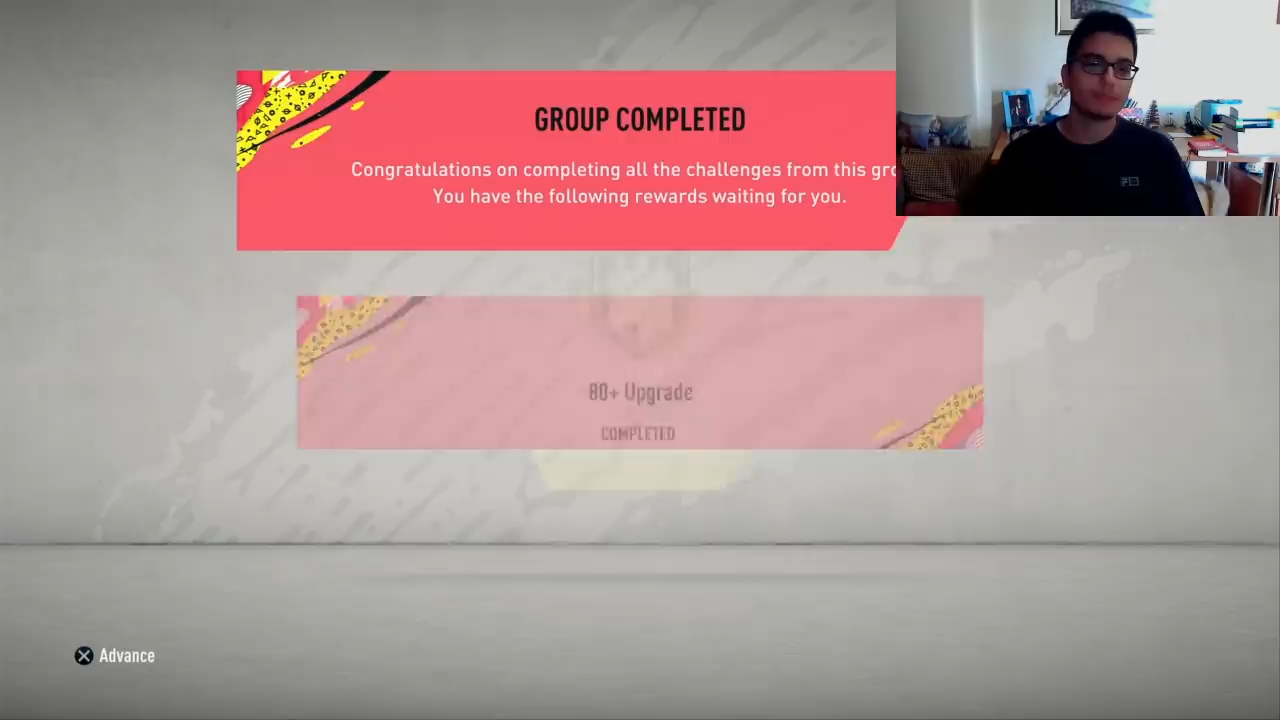 GROUP COMPLETED
Congratulations on completing all the challenges from this gro
You have the following rewards waiting for you.
80+ Upgrade
COMPLETED
Advance